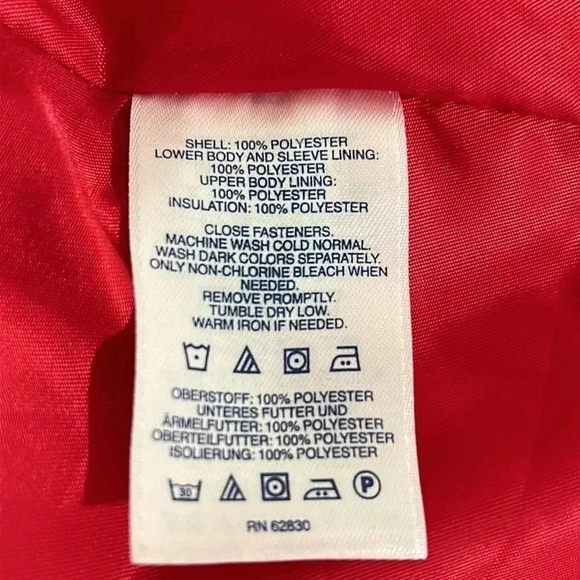 SHELL: 100% POLYESTER
LOWER BODY AND SLEEVE LINING:
100% POLYESTER
UPPER BODY LINING:
100% POLYESTER
INSULATION: 100% POLYESTER
CLOSE FASTENERS.
MACHINE WASH COLD NORMAL.
WASH DARK COLORS SEPARATELY.
ONLY NON-CHLORINE BLEACH WHEN
NEEDED.
REMOVE PROMPTLY.
TUMBLE DRY LOW.
WARM IRON IF NEEDED.
OBERSTOFF: 100% POLYESTER
UNTERES FUTTER UND
ÄRMELFUTTER: 100% POLYESTER
OBERTEILFUTTER: 100% POLYESTER
ISOLIERUNG: 100% POLYESTER
30 P
RN 62830